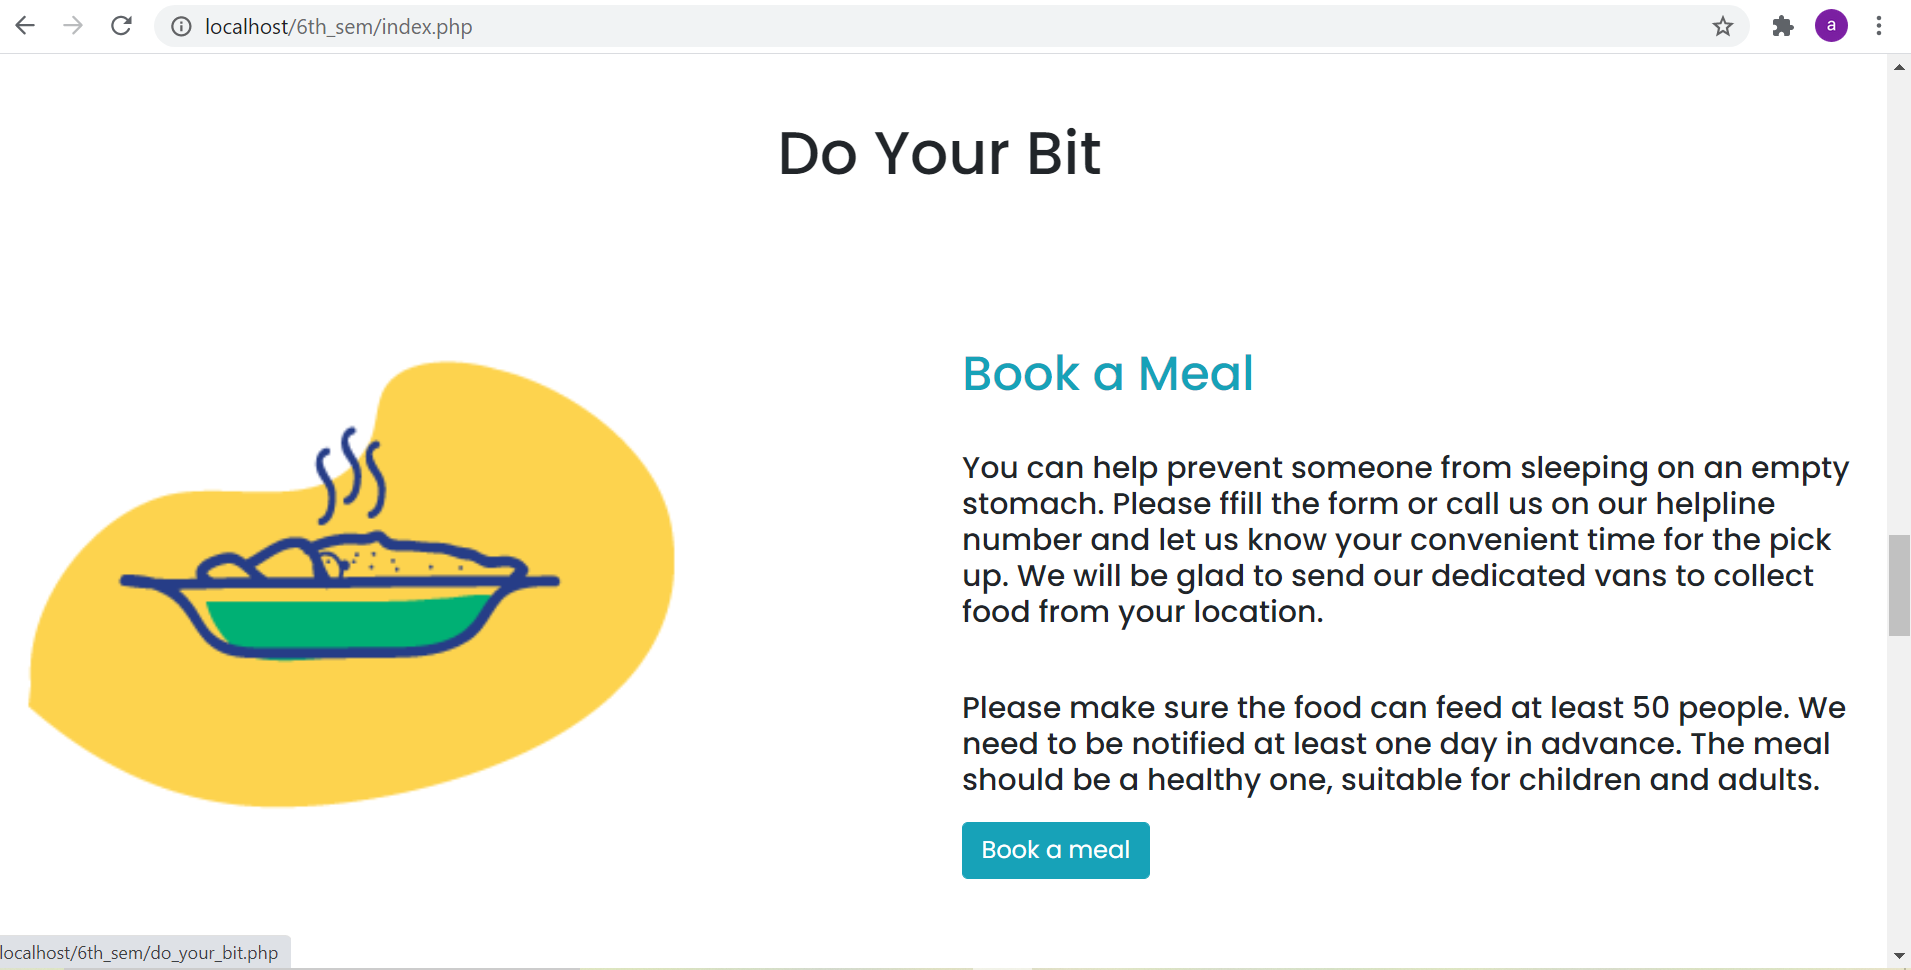 localhost/6th_sem/index.php
a
Do Your Bit
Book a Meal
You can help prevent someone from sleeping on an empty
stomach. Please ffill the form or call us on our helpline
number and let us know your convenient time for the pick
up. We will be glad to send our dedicated vans to collect
food from your location.
Please make sure the food can feed at least 50 people. We
need to be notified at least one day in advance. The meal
should be a healthy one, suitable for children and adults.
Book a meal
localhost/6th_sem/do_your_bit.php